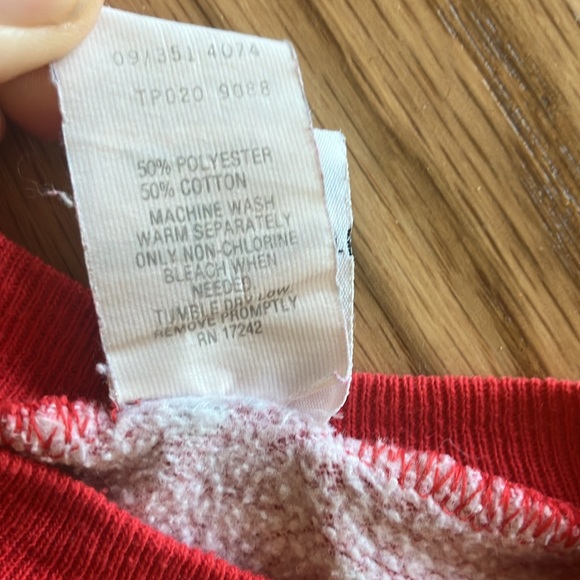 09/351 4074
TP020 9088
50% POLYESTER
50% COTTON
MACHINE WASH
WARM SEPARATELY
ONLY NON-CHLORINE
BLEACH WHEN
NEEDED.
TUMBLE DRY LOW.
REMOVE PROMPTLY
RN 17242